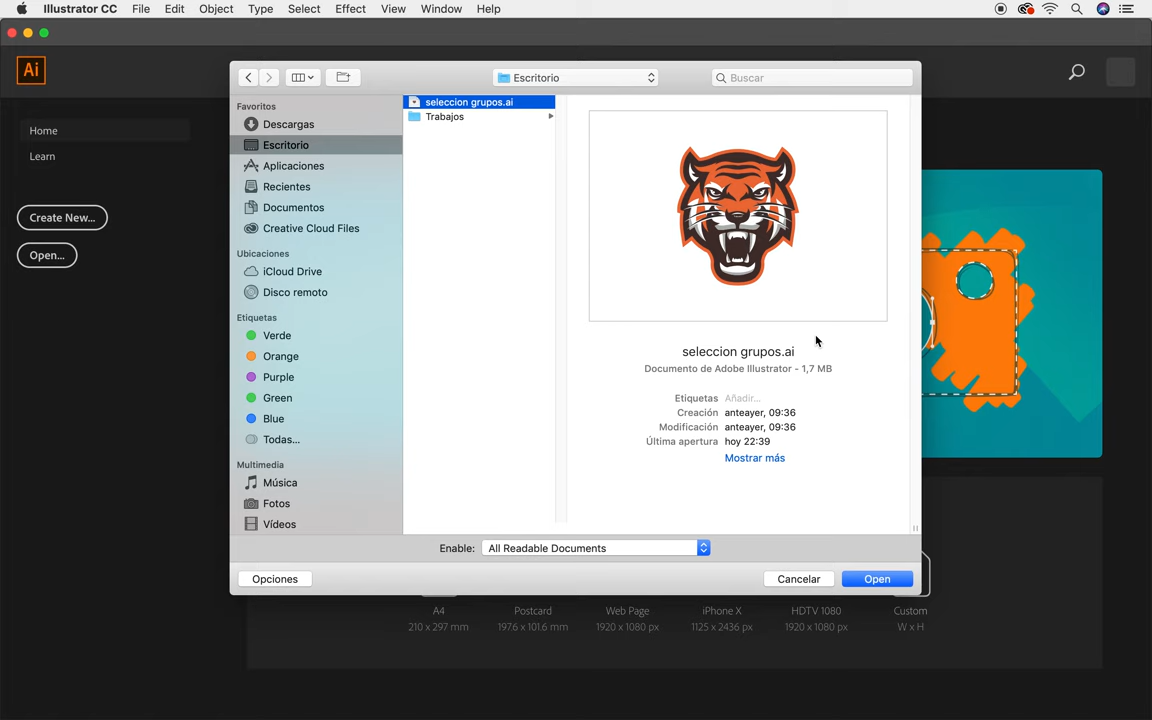 Illustrator CC File Edit Object Type Select Effect View Window Help
Ai
Escritorio
Buscar
Home
Learn
Create New...
Open...
Favoritos
Descargas
Escritorio
Aplicaciones
Recientes
Documentos
Creative Cloud Files
Ubicaciones
iCloud Drive
Disco remoto
Etiquetas
Verde
Orange
Purple
Green
Blue
Todas...
Multimedia
Música
Fotos
Vídeos
seleccion grupos.ai
Trabajos
seleccion grupos.ai
Documento de Adobe Illustrator - 1,7 MB
Etiquetas Añadir...
Creación anteayer, 09:36
Modificación anteayer, 09:36
Última apertura hoy 22:39
Mostrar más
Enable: All Readable Documents
Opciones
Cancelar
Open
A4
210 x 297 mm
Postcard
197.6 x 101.6 mm
Web Page
1920 x 1080 px
iPhone X
1125 x 2436 px
HDTV 1080
1920 x 1080 px
Custom
W x H